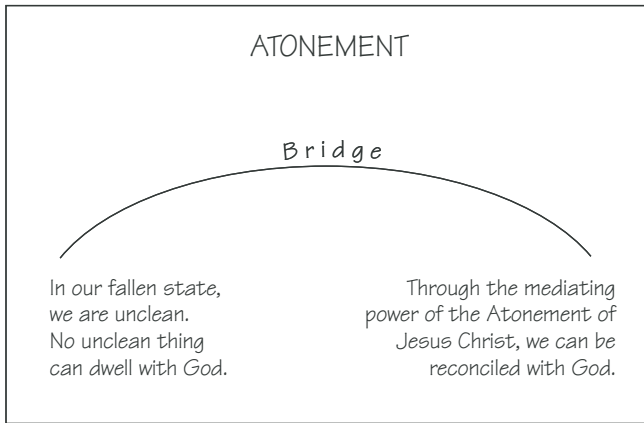 ATONEMENT
Bridge
In our fallen state,
we are unclean.
No unclean thing
can dwell with God.
Through the mediating
power of the Atonement of
Jesus Christ, we can be
reconciled with God.